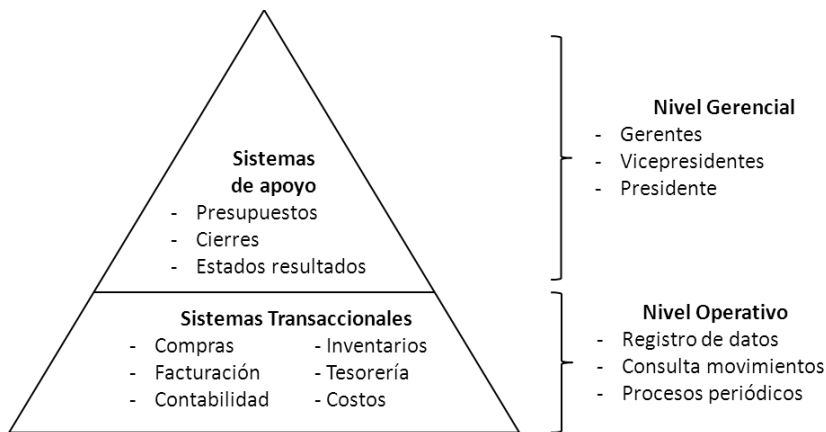 Sistemas
de apoyo
- Presupuestos
- Cierres
- Estados resultados
Sistemas Transaccionales
- Compras
- Facturación
- Contabilidad
- Inventarios
- Tesorería
- Costos
Nivel Gerencial
- Gerentes
- Vicepresidentes
- Presidente
Nivel Operativo
- Registro de datos
- Consulta movimientos
- Procesos periódicos